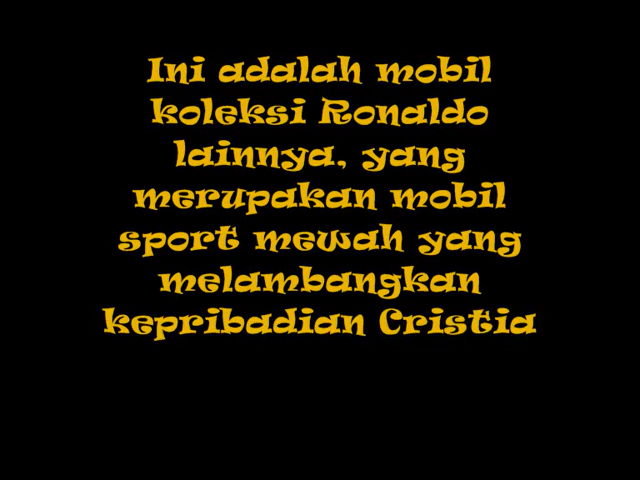 Ini adalah mobil
koleksi Ronaldo
lainnya, yang
merupakan mobil
sport mewah yang
melambangkan
kepribadian Cristia